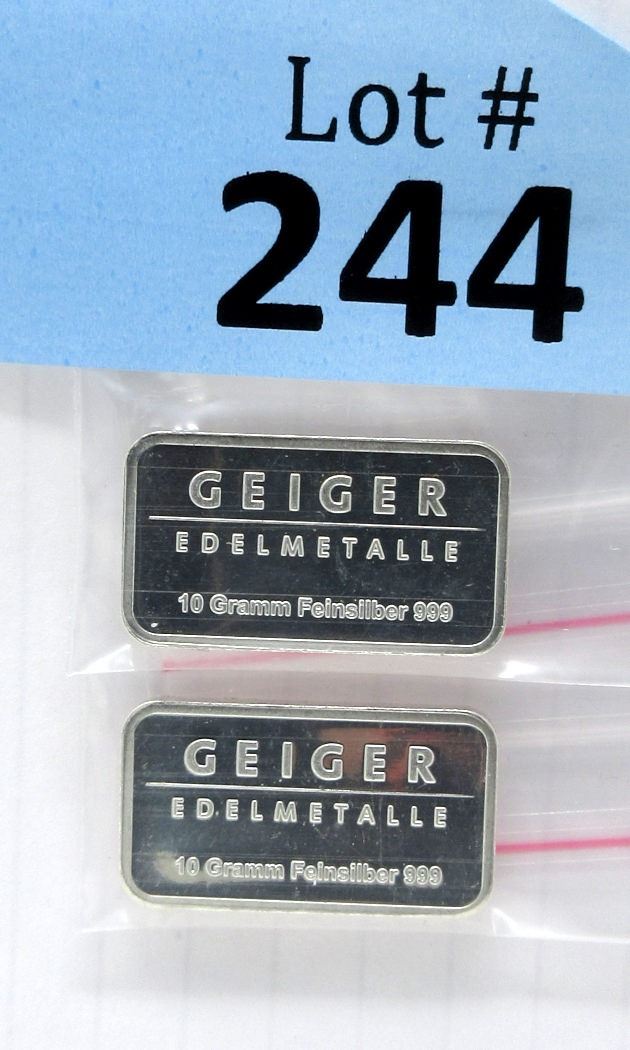 Lot #
244
GEIGER
EDELMETALLE
10 Gramm Feinsilber 999
GEIGER
EDELMETALLE
10 Gramm Feinsilber 999